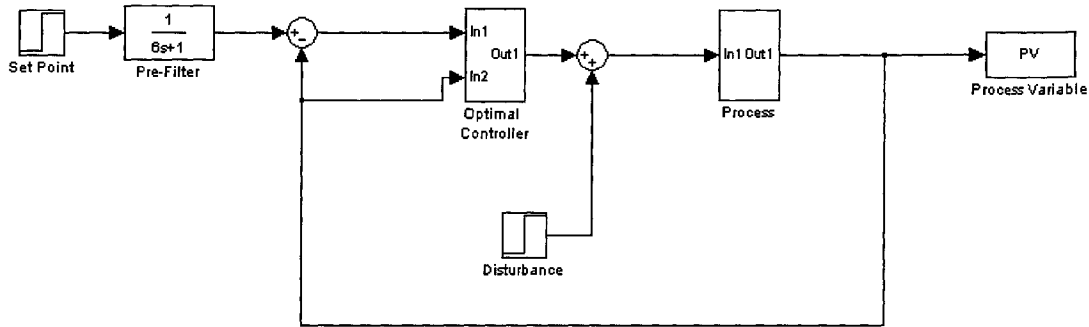 Set Point
1
6s+1
Pre-Filter
+
-
In1
In2
Out1
Optimal
Controller
+
+
Disturbance
In1 Out1
Process
PV
Process Variable